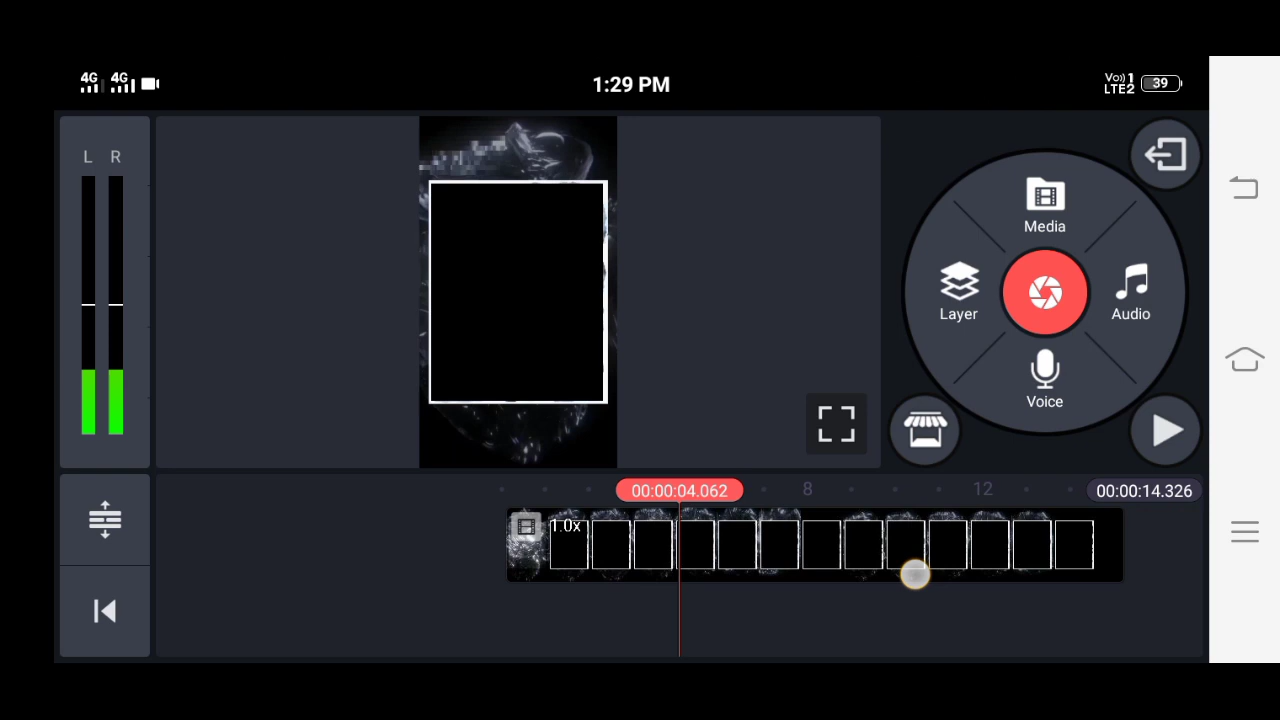 4G 4G 1:29 PM Vo)) 1 LTE2 39
L R
Media
Layer
Audio
Voice
00:00:04.062 8 12 00:00:14.326
1.0x